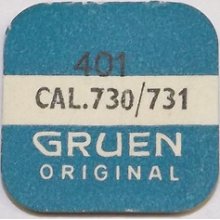 401
CAL.730/731
GRUEN
ORIGINAL